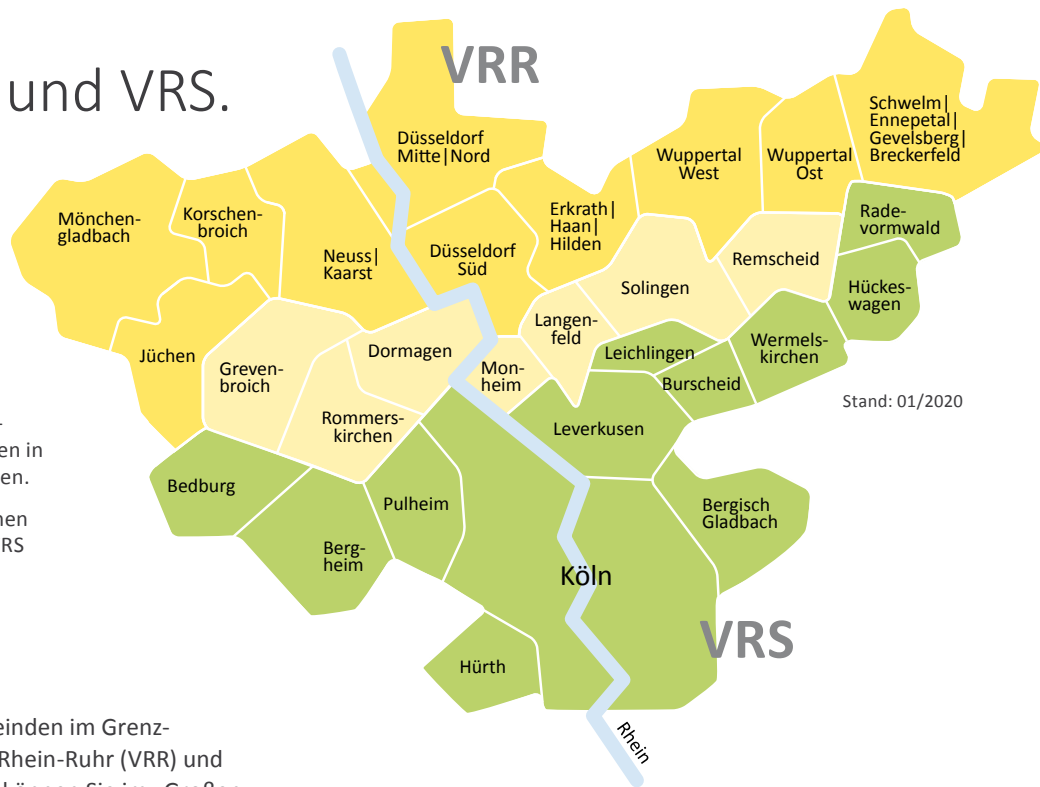 und VRS.
VRR
Düsseldorf
Mitte|Nord
Schwelm|
Ennepetal|
Gevelsberg|
Breckerfeld
Wuppertal
West
Wuppertal
Ost
Mönchen-
gladbach
Korschen-
broich
Neuss|
Kaarst
Düsseldorf
Süd
Erkrath|
Haan|
Hilden
Rade-
vormwald
Remscheid
Solingen
Hückes-
wagen
Langen-
feld
Jüchen
Greven-
broich
Dormagen
Mon-
heim
Leichlingen
Wermels-
kirchen
Burscheid
Rommers-
kirchen
Leverkusen
Stand: 01/2020
en in
en.
Bedburg
Pulheim
Bergisch
Gladbach
Berg-
heim
Köln
VRS
Hürth
Rhein
einden im Grenz-
Rhein-Ruhr (VRR) und